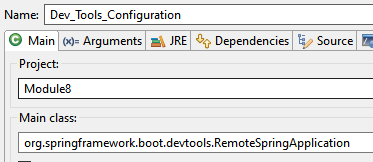 Name: Dev_Tools_Configuration
Main (x)= Arguments JRE Dependencies Source
Project:
Module8
Main class:
org.springframework.boot.devtools.RemoteSpringApplication